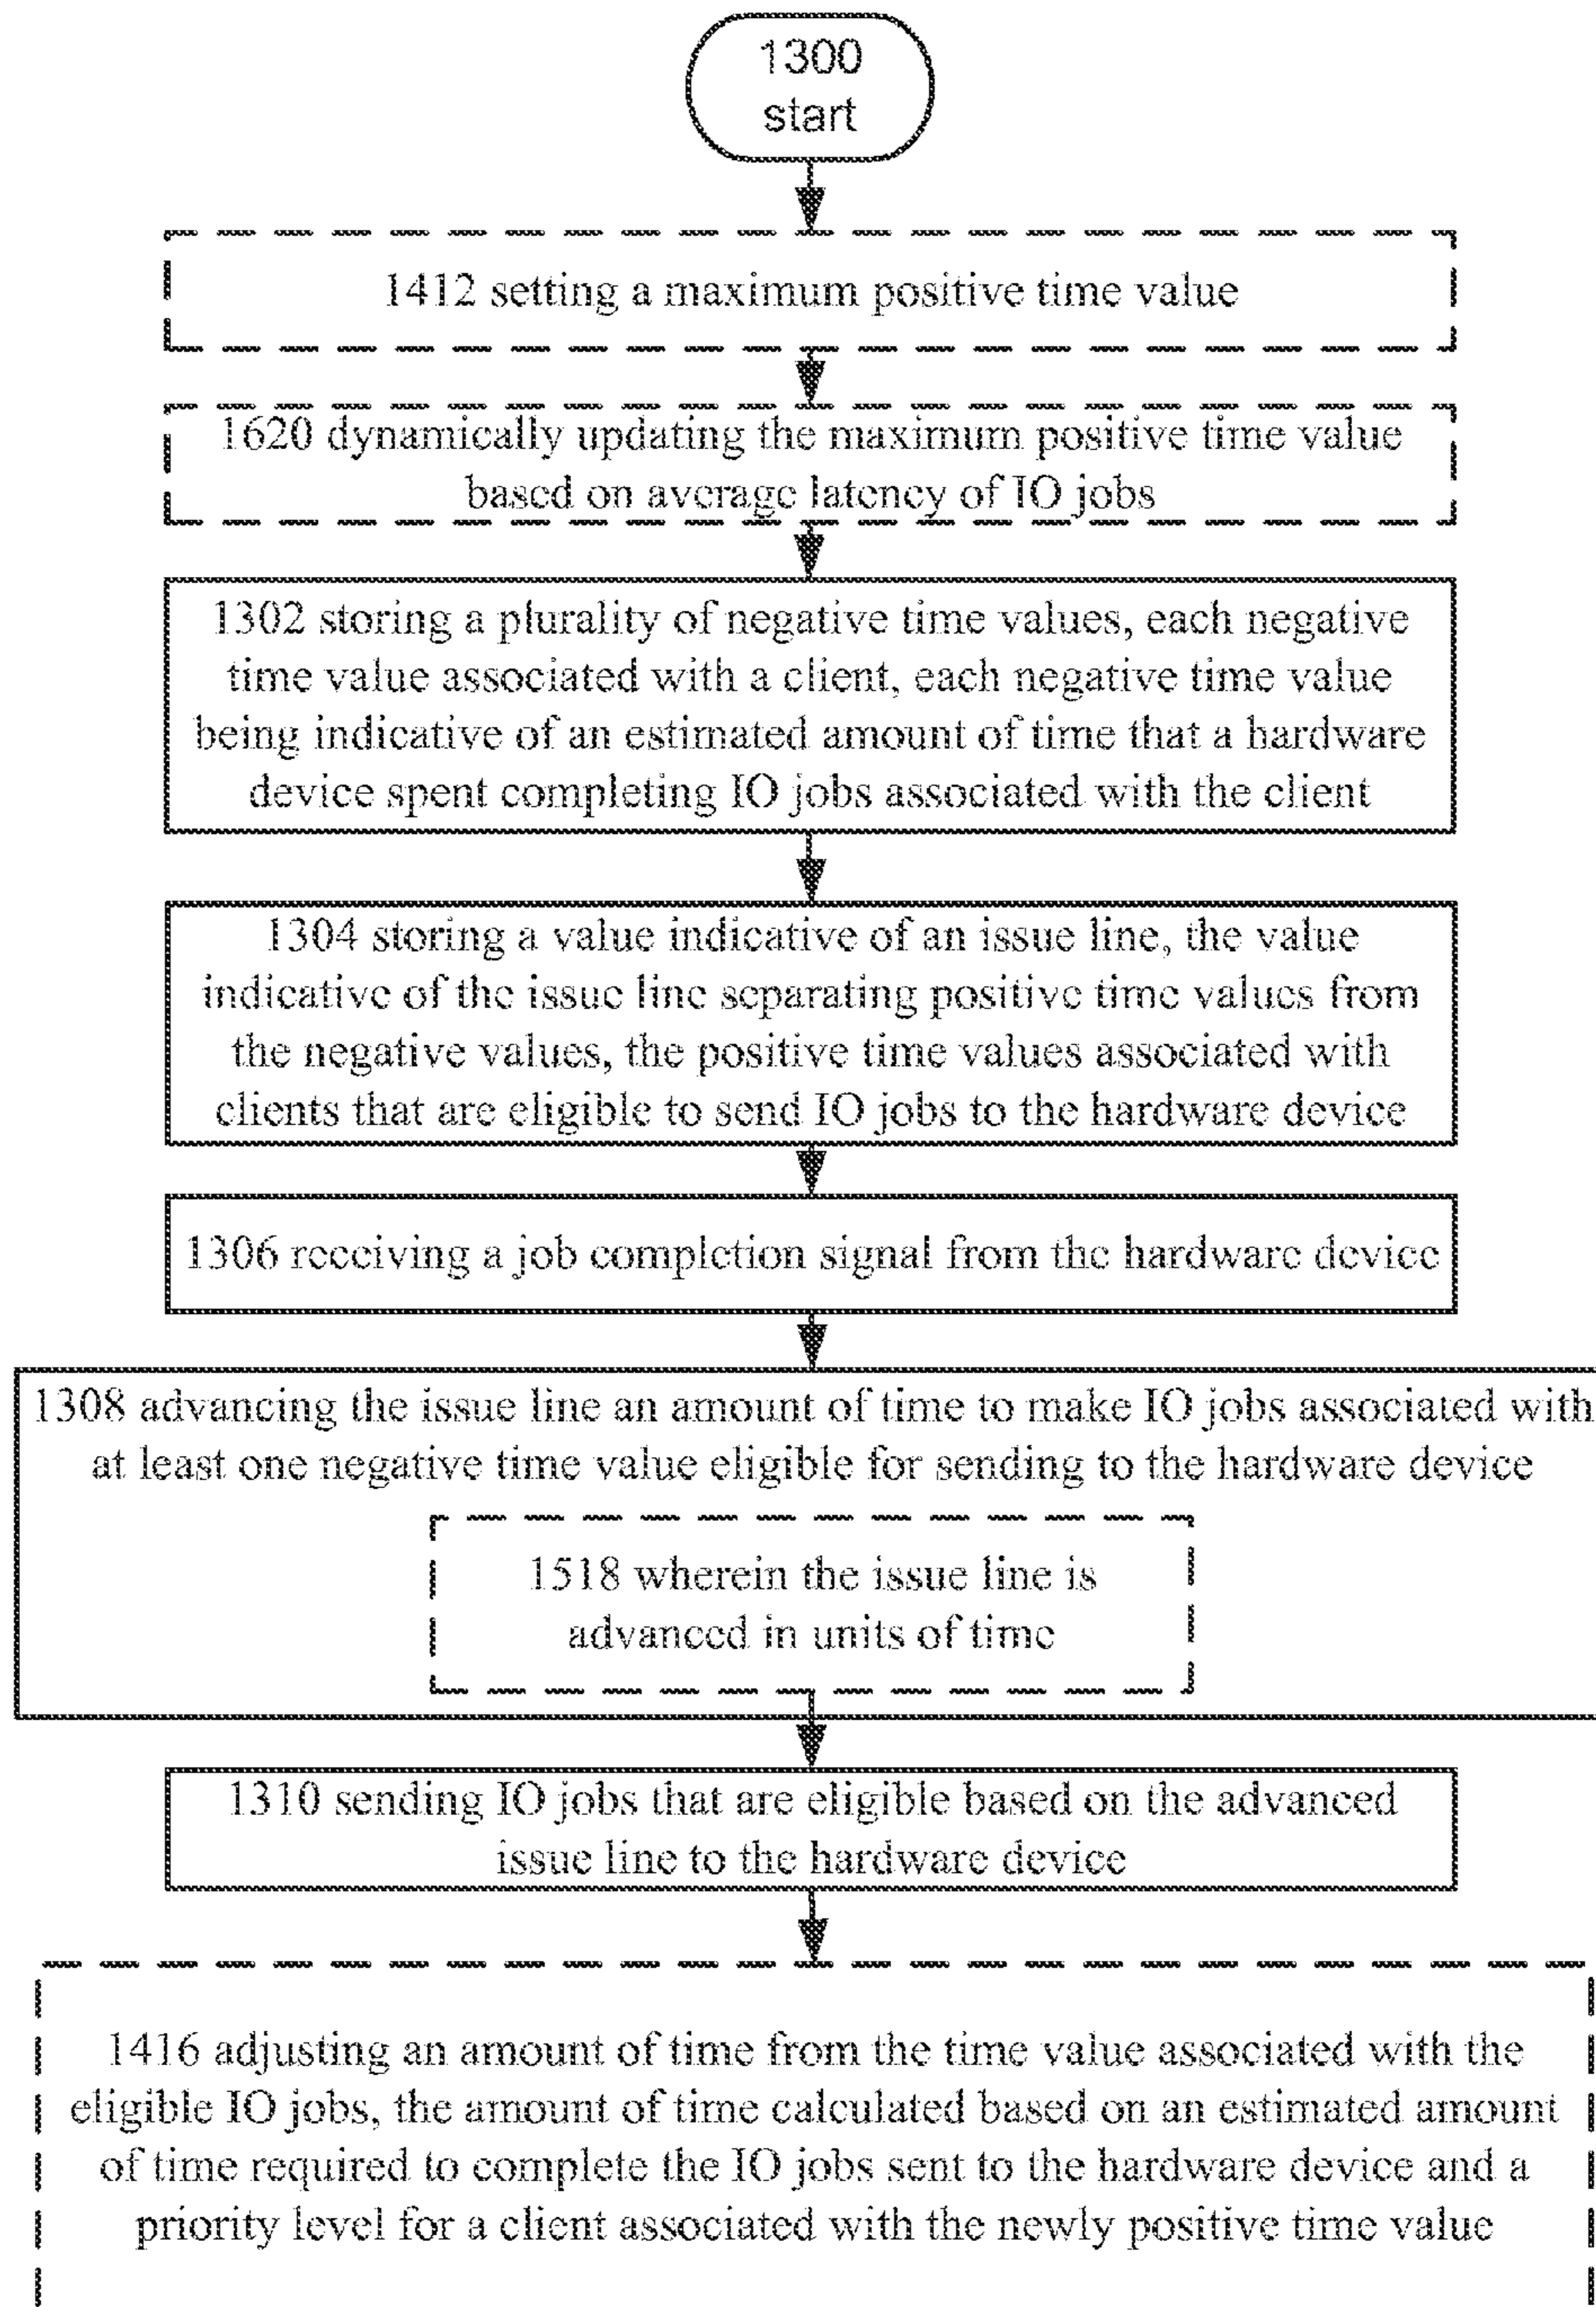 1300
start
1412 setting a maximum positive time value
1620 dynamically updating the maximum positive time value
based on average latency of IO jobs
1302 storing a plurality of negative time values, each negative
time value associated with a client, each negative time value
being indicative of an estimated amount of time that a hardware
device spent completing IO jobs associated with the client
1304 storing a value indicative of an issue line, the value
indicative of the issue line separating positive time values from
the negative values, the positive time values associated with
clients that are eligible to send IO jobs to the hardware device
1306 receiving a job completion signal from the hardware device
1308 advancing the issue line an amount of time to make IO jobs associated with
at least one negative time value eligible for sending to the hardware device
1518 wherein the issue line is
advanced in units of time
1310 sending IO jobs that are eligible based on the advanced
issue line to the hardware device
1416 adjusting an amount of time from the time value associated with the
eligible IO jobs, the amount of time calculated based on an estimated amount
of time required to complete the IO jobs sent to the hardware device and a
priority level for a client associated with the newly positive time value